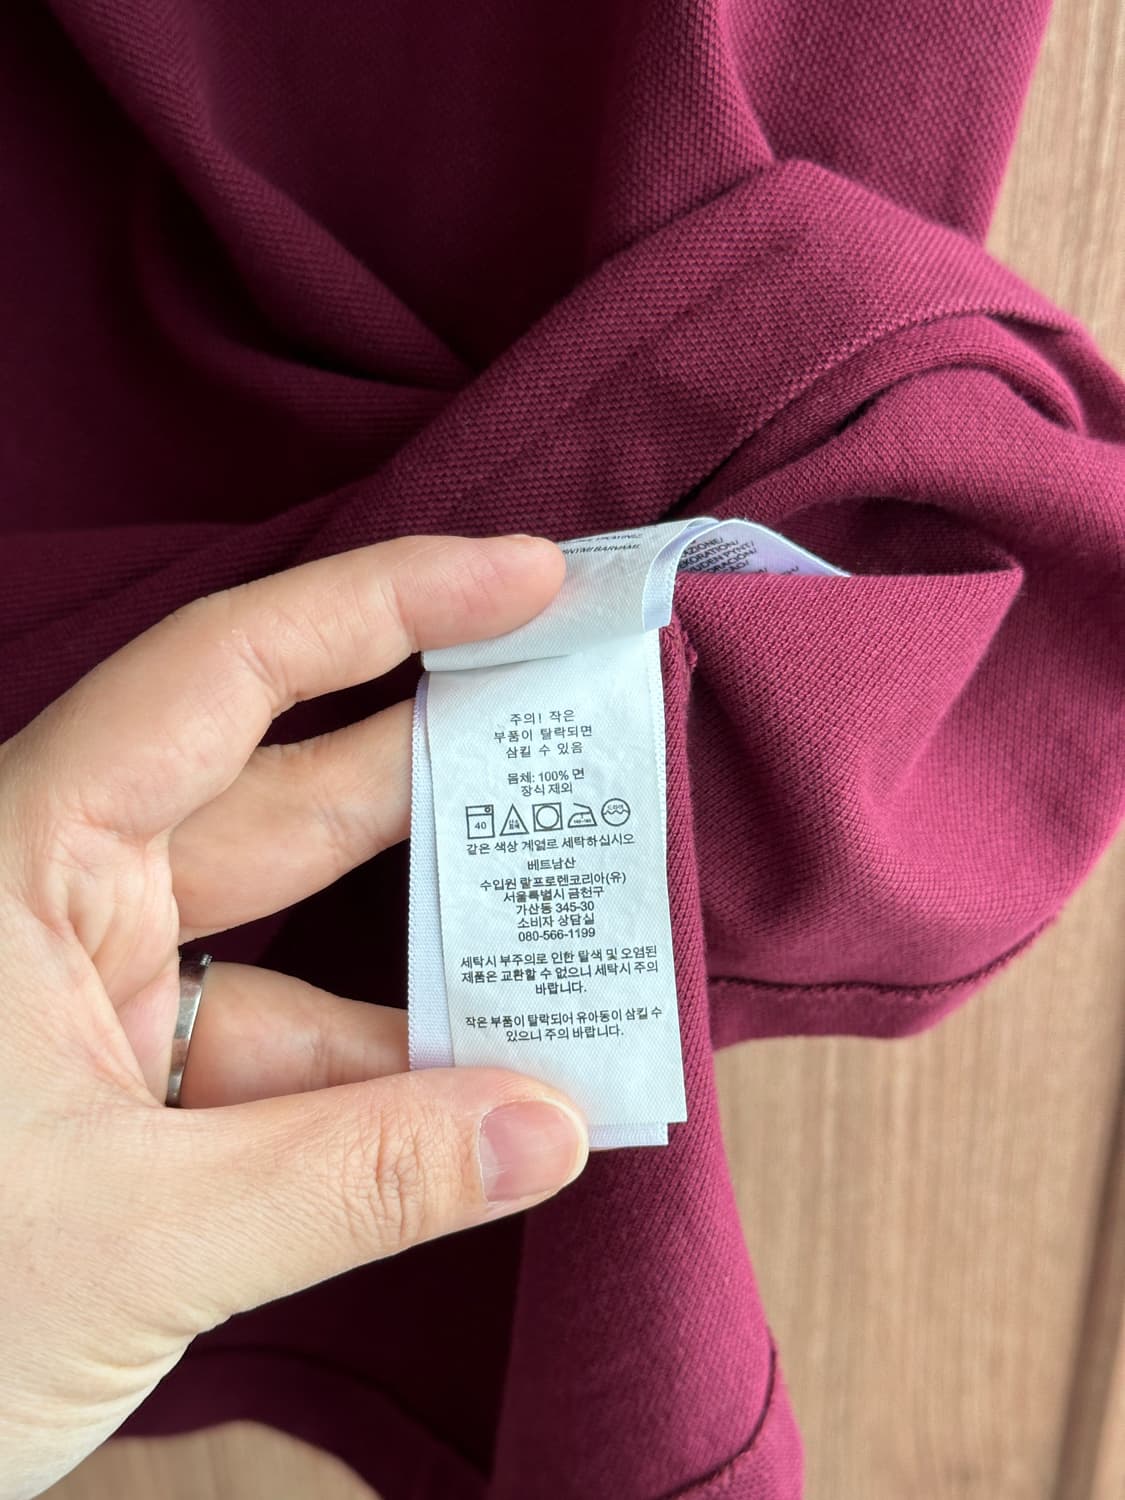 주의! 작은
부품이 탈락되면
삼킬 수 있음
몸체: 100% 면
장식 제외
40
드라이
같은 색상 계열로 세탁하십시오
베트남산
수입원 랄프로렌코리아(유)
서울특별시 금천구
가산동 345-30
소비자 상담실
080-566-1199
세탁시 부주의로 인한 탈색 및 오염된
제품은 교환할 수 없으니 세탁시 주의
바랍니다.
작은 부품이 탈락되어 유아동이 삼킬 수
있으니 주의 바랍니다.